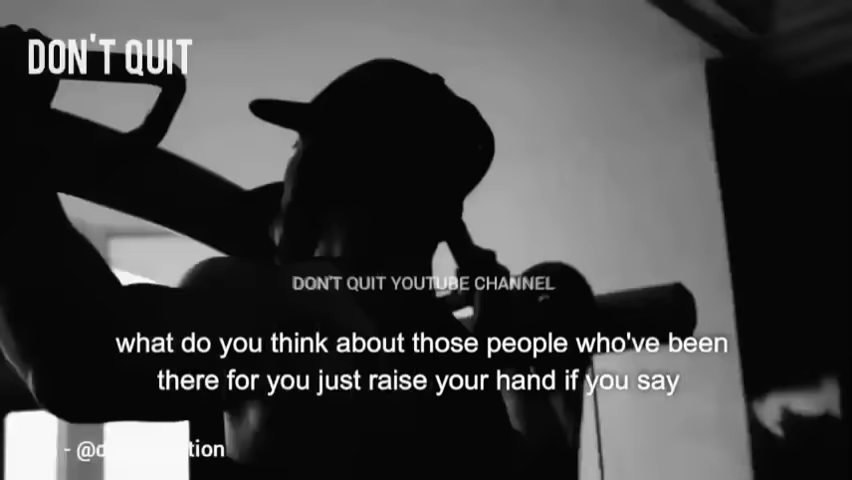 DON'T QUIT
DON'T QUIT YOUTUBE CHANNEL
what do you think about those people who've been
there for you just raise your hand if you say